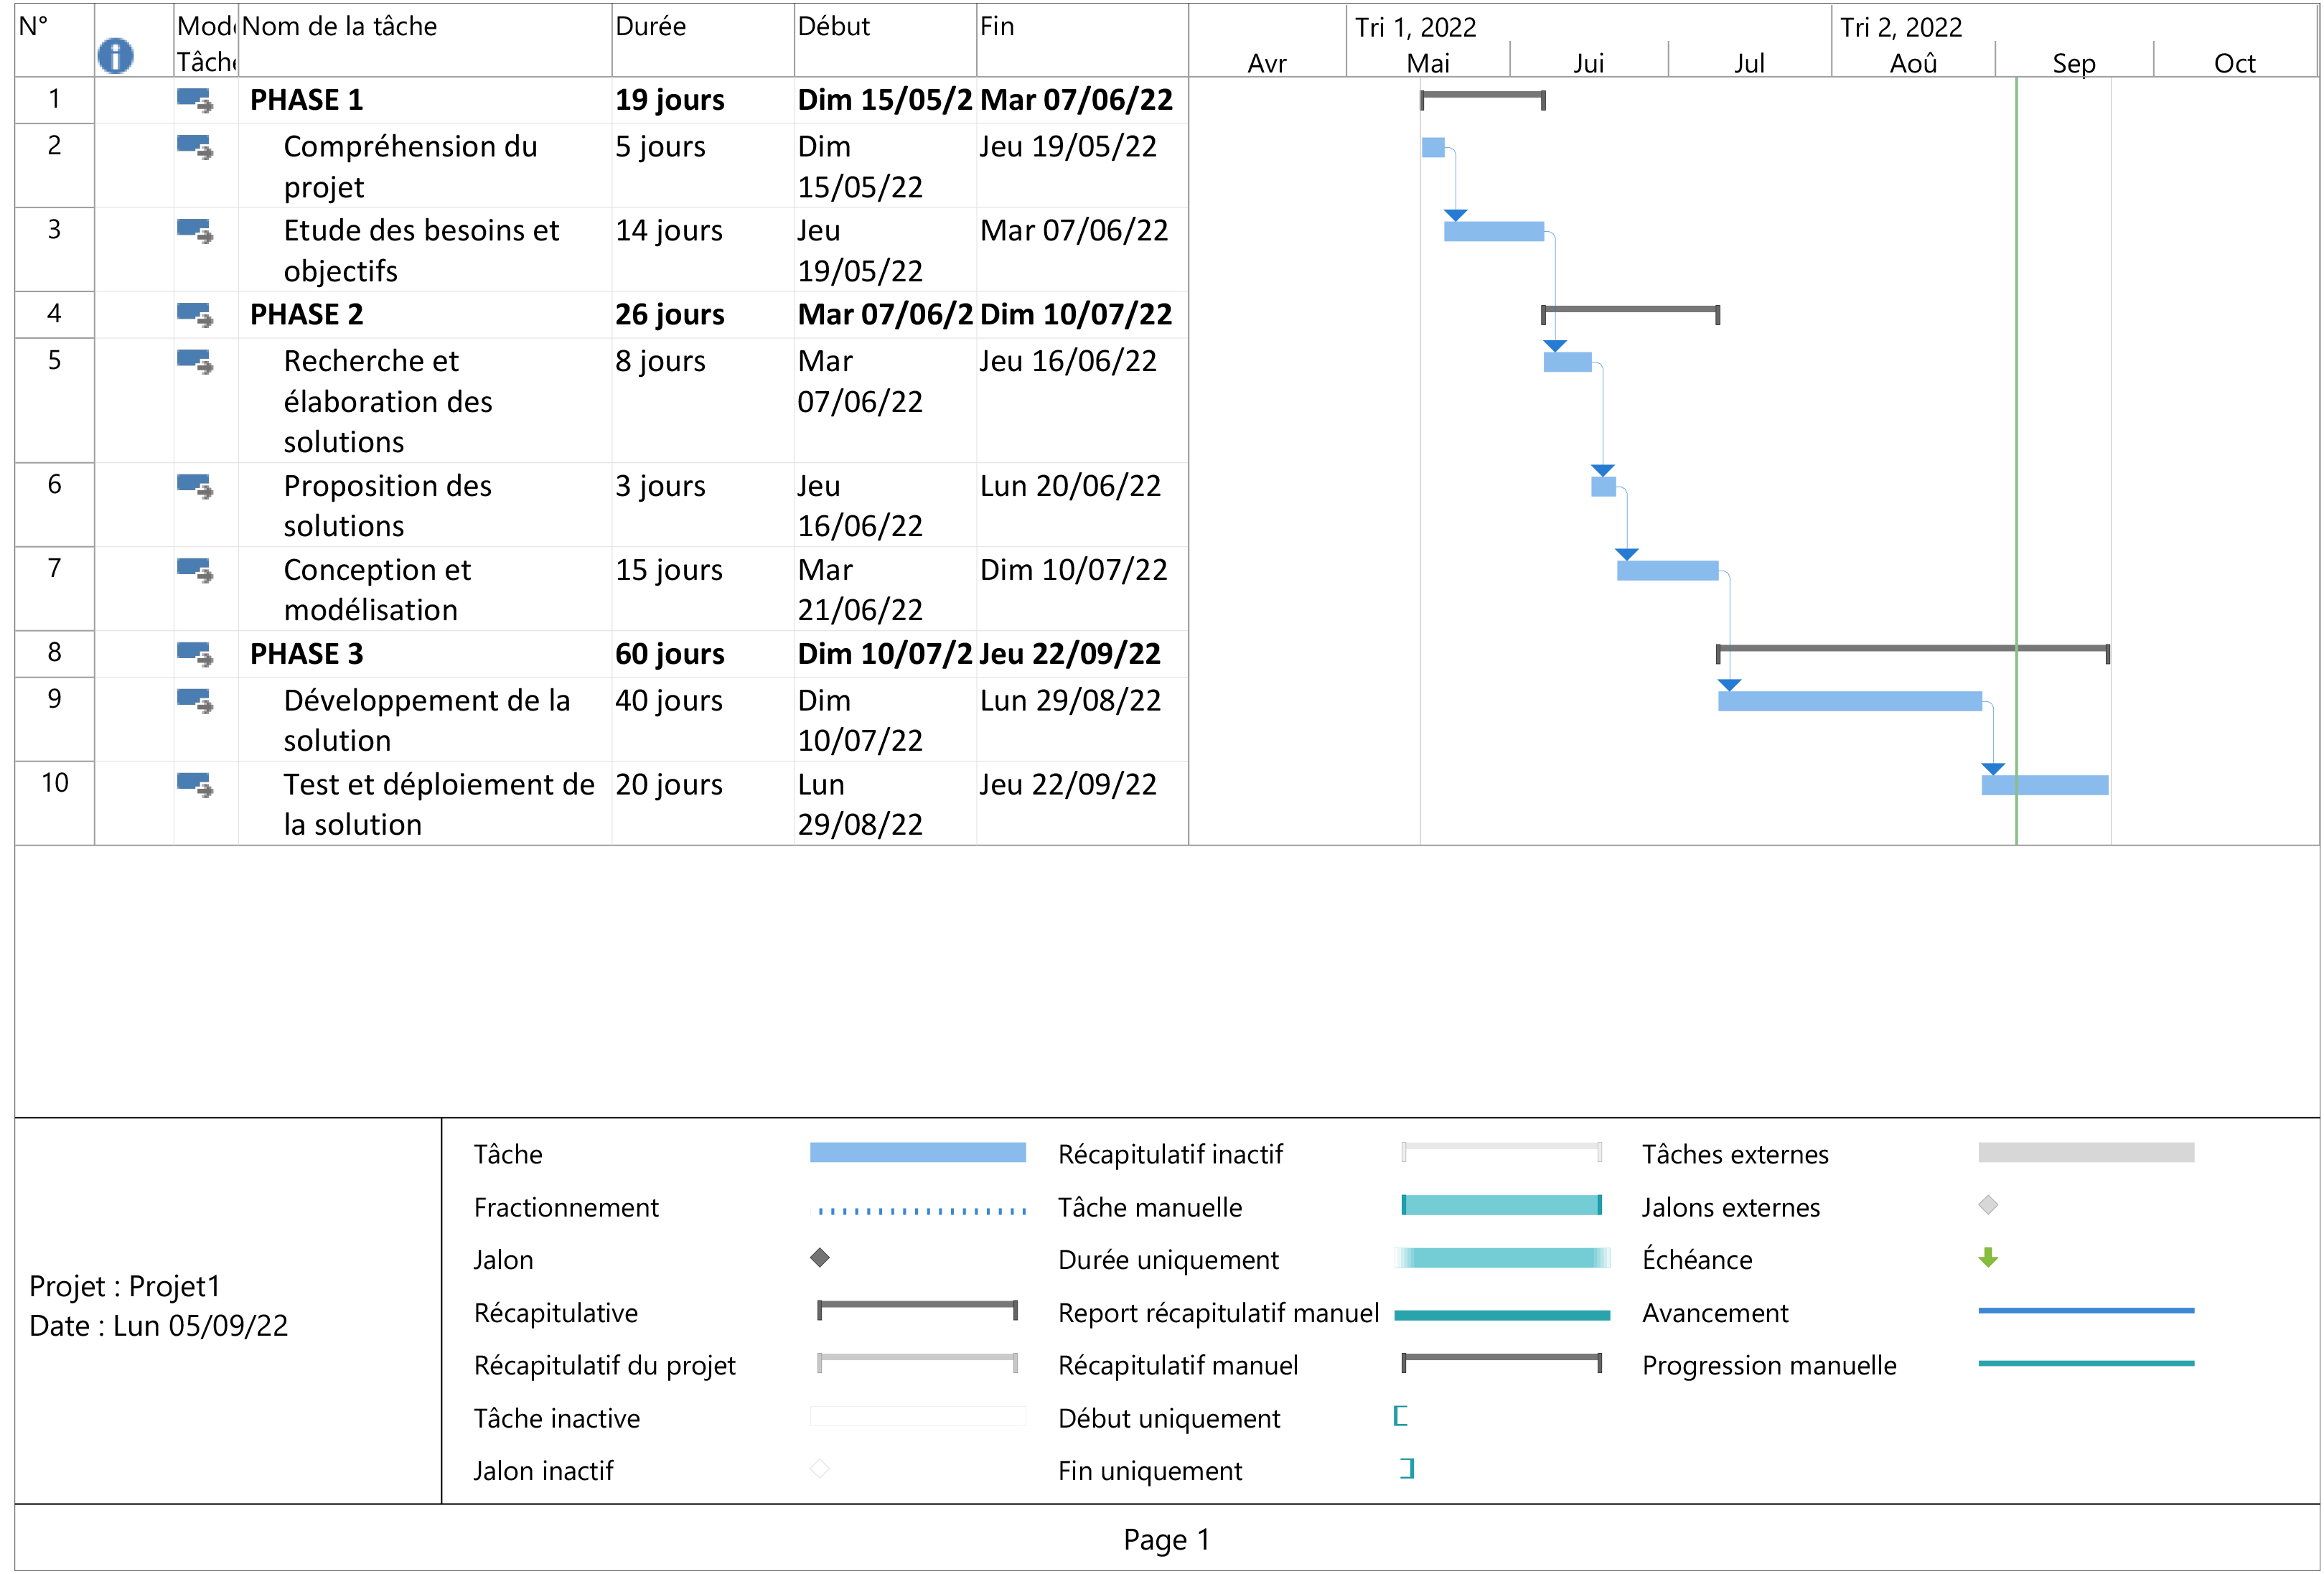 N°
Mode
Tâche
Nom de la tâche
Durée
Début
Fin
Avr
Tri 1, 2022
Mai
Jui
Jul
Tri 2, 2022
Aoû
Sep
Oct
1
PHASE 1
19 jours
Dim 15/05/2
Mar 07/06/22
2
Compréhension du
projet
5 jours
Dim
15/05/22
Jeu 19/05/22
3
Etude des besoins et
objectifs
14 jours
Jeu
19/05/22
Mar 07/06/22
4
PHASE 2
26 jours
Mar 07/06/2
Dim 10/07/22
5
Recherche et
élaboration des
solutions
8 jours
Mar
07/06/22
Jeu 16/06/22
6
Proposition des
solutions
3 jours
Jeu
16/06/22
Lun 20/06/22
7
Conception et
modélisation
15 jours
Mar
21/06/22
Dim 10/07/22
8
PHASE 3
60 jours
Dim 10/07/2
Jeu 22/09/22
9
Développement de la
solution
40 jours
Dim
10/07/22
Lun 29/08/22
10
Test et déploiement de
la solution
20 jours
Lun
29/08/22
Jeu 22/09/22
Projet : Projet1
Date : Lun 05/09/22
Tâche
Fractionnement
Jalon
Récapitulative
Récapitulatif du projet
Tâche inactive
Jalon inactif
Récapitulatif inactif
Tâche manuelle
Durée uniquement
Report récapitulatif manuel
Récapitulatif manuel
Début uniquement
Fin uniquement
Tâches externes
Jalons externes
Échéance
Avancement
Progression manuelle
Page 1